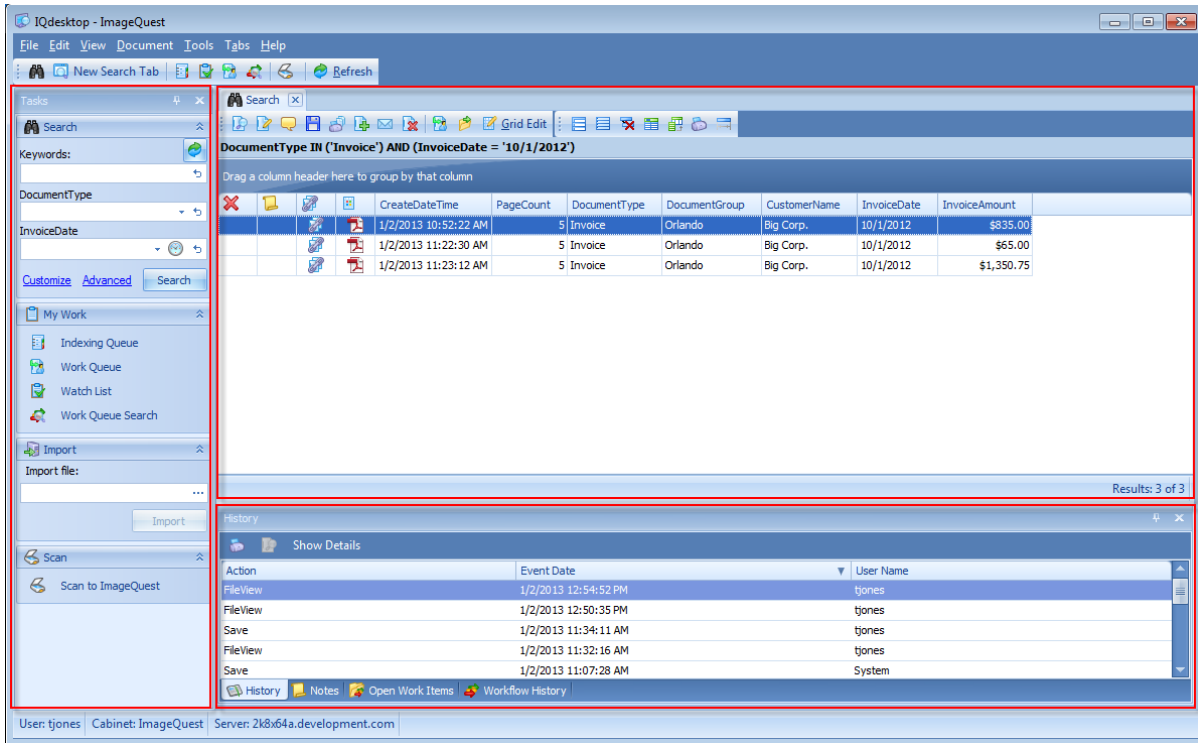 IQdesktop - ImageQuest
File Edit View Document Tools Tabs Help
New Search Tab Refresh
Tasks
Search
Keywords:
DocumentType
InvoiceDate
Customize Advanced Search
My Work
Indexing Queue
Work Queue
Watch List
Work Queue Search
Import
Import file:
...
Import
Scan
Scan to ImageQuest
Search
Grid Edit
DocumentType IN ('Invoice') AND (InvoiceDate = '10/1/2012')
Drag a column header here to group by that column
CreateDateTime PageCount DocumentType DocumentGroup CustomerName InvoiceDate InvoiceAmount
1/2/2013 10:52:22 AM 5 Invoice Orlando Big Corp. 10/1/2012 $835.00
1/2/2013 11:22:30 AM 5 Invoice Orlando Big Corp. 10/1/2012 $65.00
1/2/2013 11:23:12 AM 5 Invoice Orlando Big Corp. 10/1/2012 $1,350.75
Results: 3 of 3
History
Show Details
Action Event Date User Name
FileView 1/2/2013 12:54:52 PM tjones
FileView 1/2/2013 12:50:35 PM tjones
Save 1/2/2013 11:34:11 AM tjones
FileView 1/2/2013 11:32:16 AM tjones
Save 1/2/2013 11:07:28 AM System
History Notes Open Work Items Workflow History
User: tjones Cabinet: ImageQuest Server: 2k8x64a.development.com